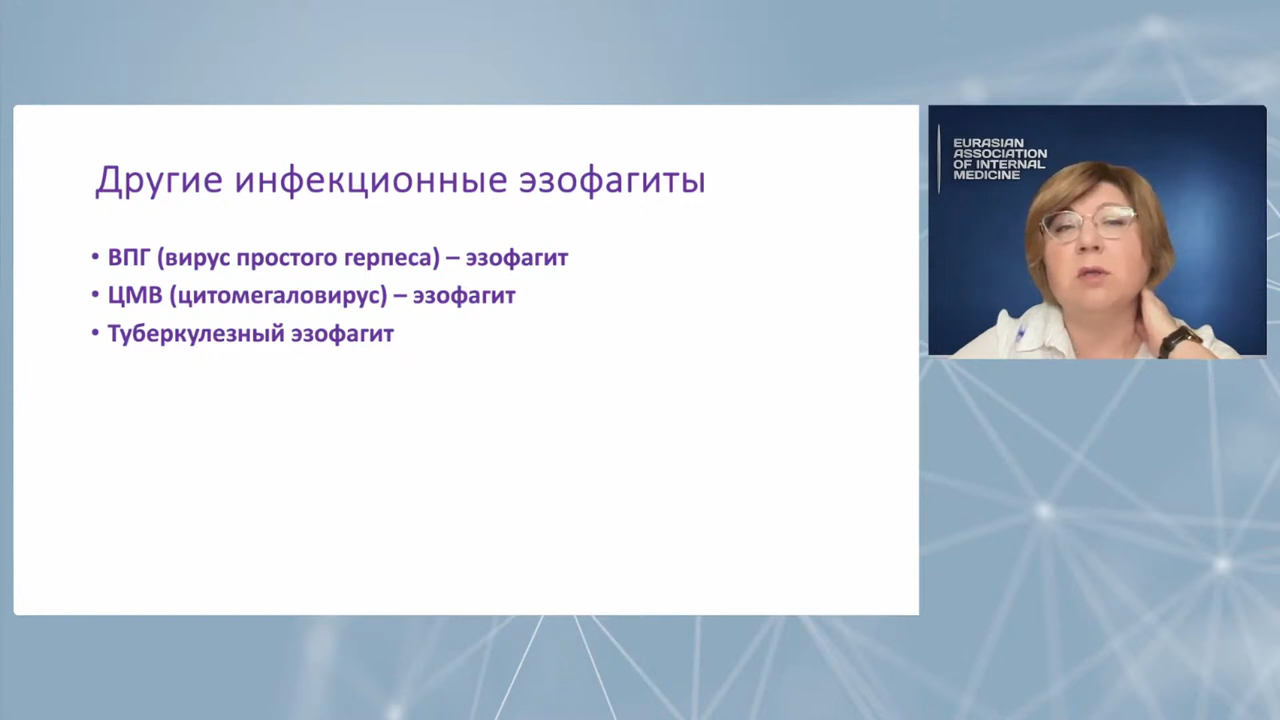 Другие инфекционные эзофагиты
• ВПГ (вирус простого герпеса) – эзофагит
• ЦМВ (цитомегаловирус) – эзофагит
• Туберкулезный эзофагит
EURASIAN
ASSOCIATION
OF INTERNAL
MEDICINE